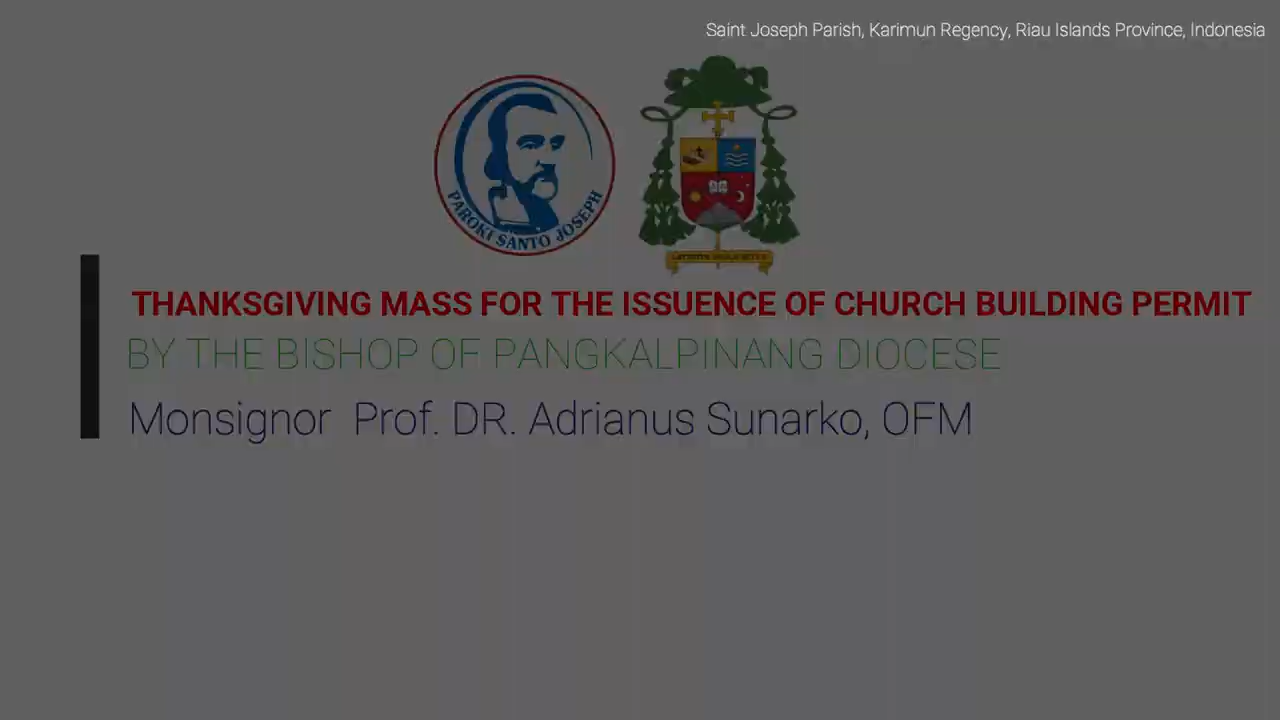 Saint Joseph Parish, Karimun Regency, Riau Islands Province, Indonesia
PAROKI SANTO JOSEPH
THANKSGIVING MASS FOR THE ISSUENCE OF CHURCH BUILDING PERMIT
BY THE BISHOP OF PANGKALPINANG DIOCESE
Monsignor Prof. DR. Adrianus Sunarko, OFM